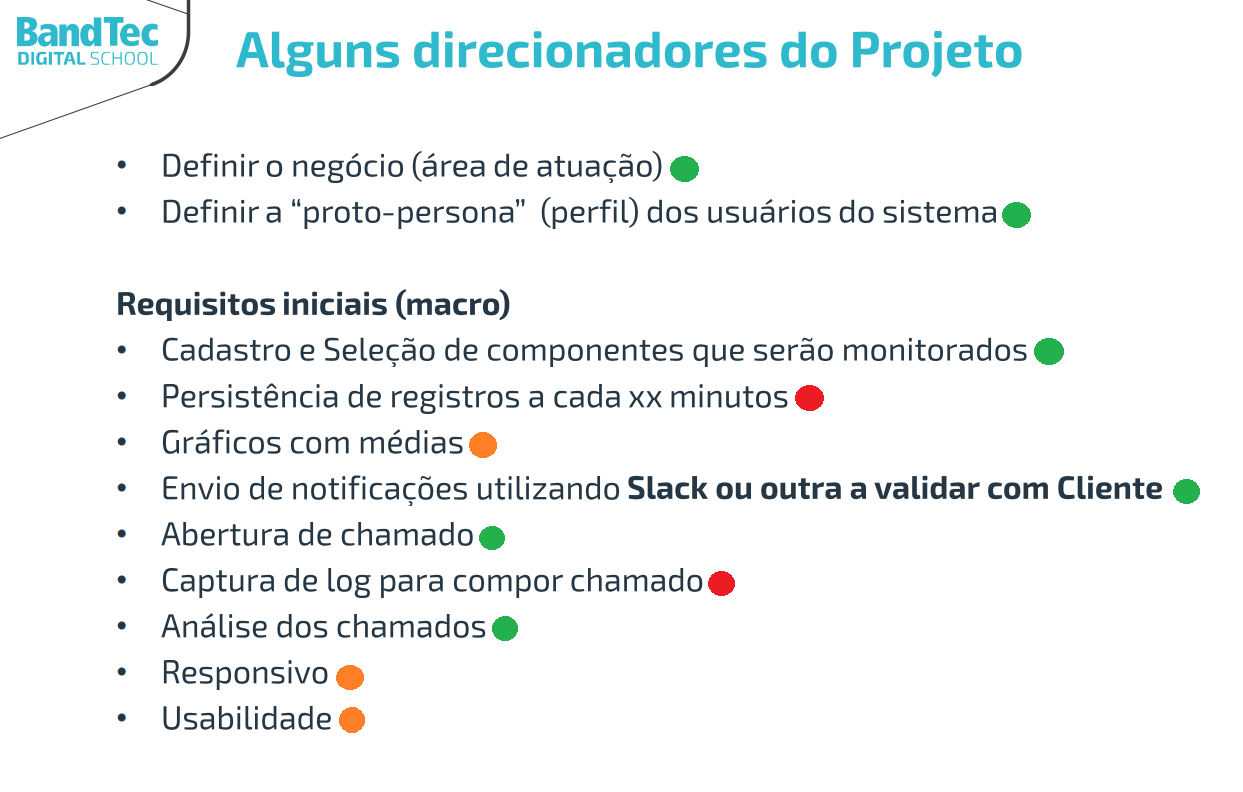 BandTec
DIGITAL SCHOOL
Alguns direcionadores do Projeto
• Definir o negócio (área de atuação)
• Definir a “proto-persona” (perfil) dos usuários do sistema
Requisitos iniciais (macro)
• Cadastro e Seleção de componentes que serão monitorados
• Persistência de registros a cada xx minutos
• Gráficos com médias
• Envio de notificações utilizando Slack ou outra a validar com Cliente
• Abertura de chamado
• Captura de log para compor chamado
• Análise dos chamados
• Responsivo
• Usabilidade